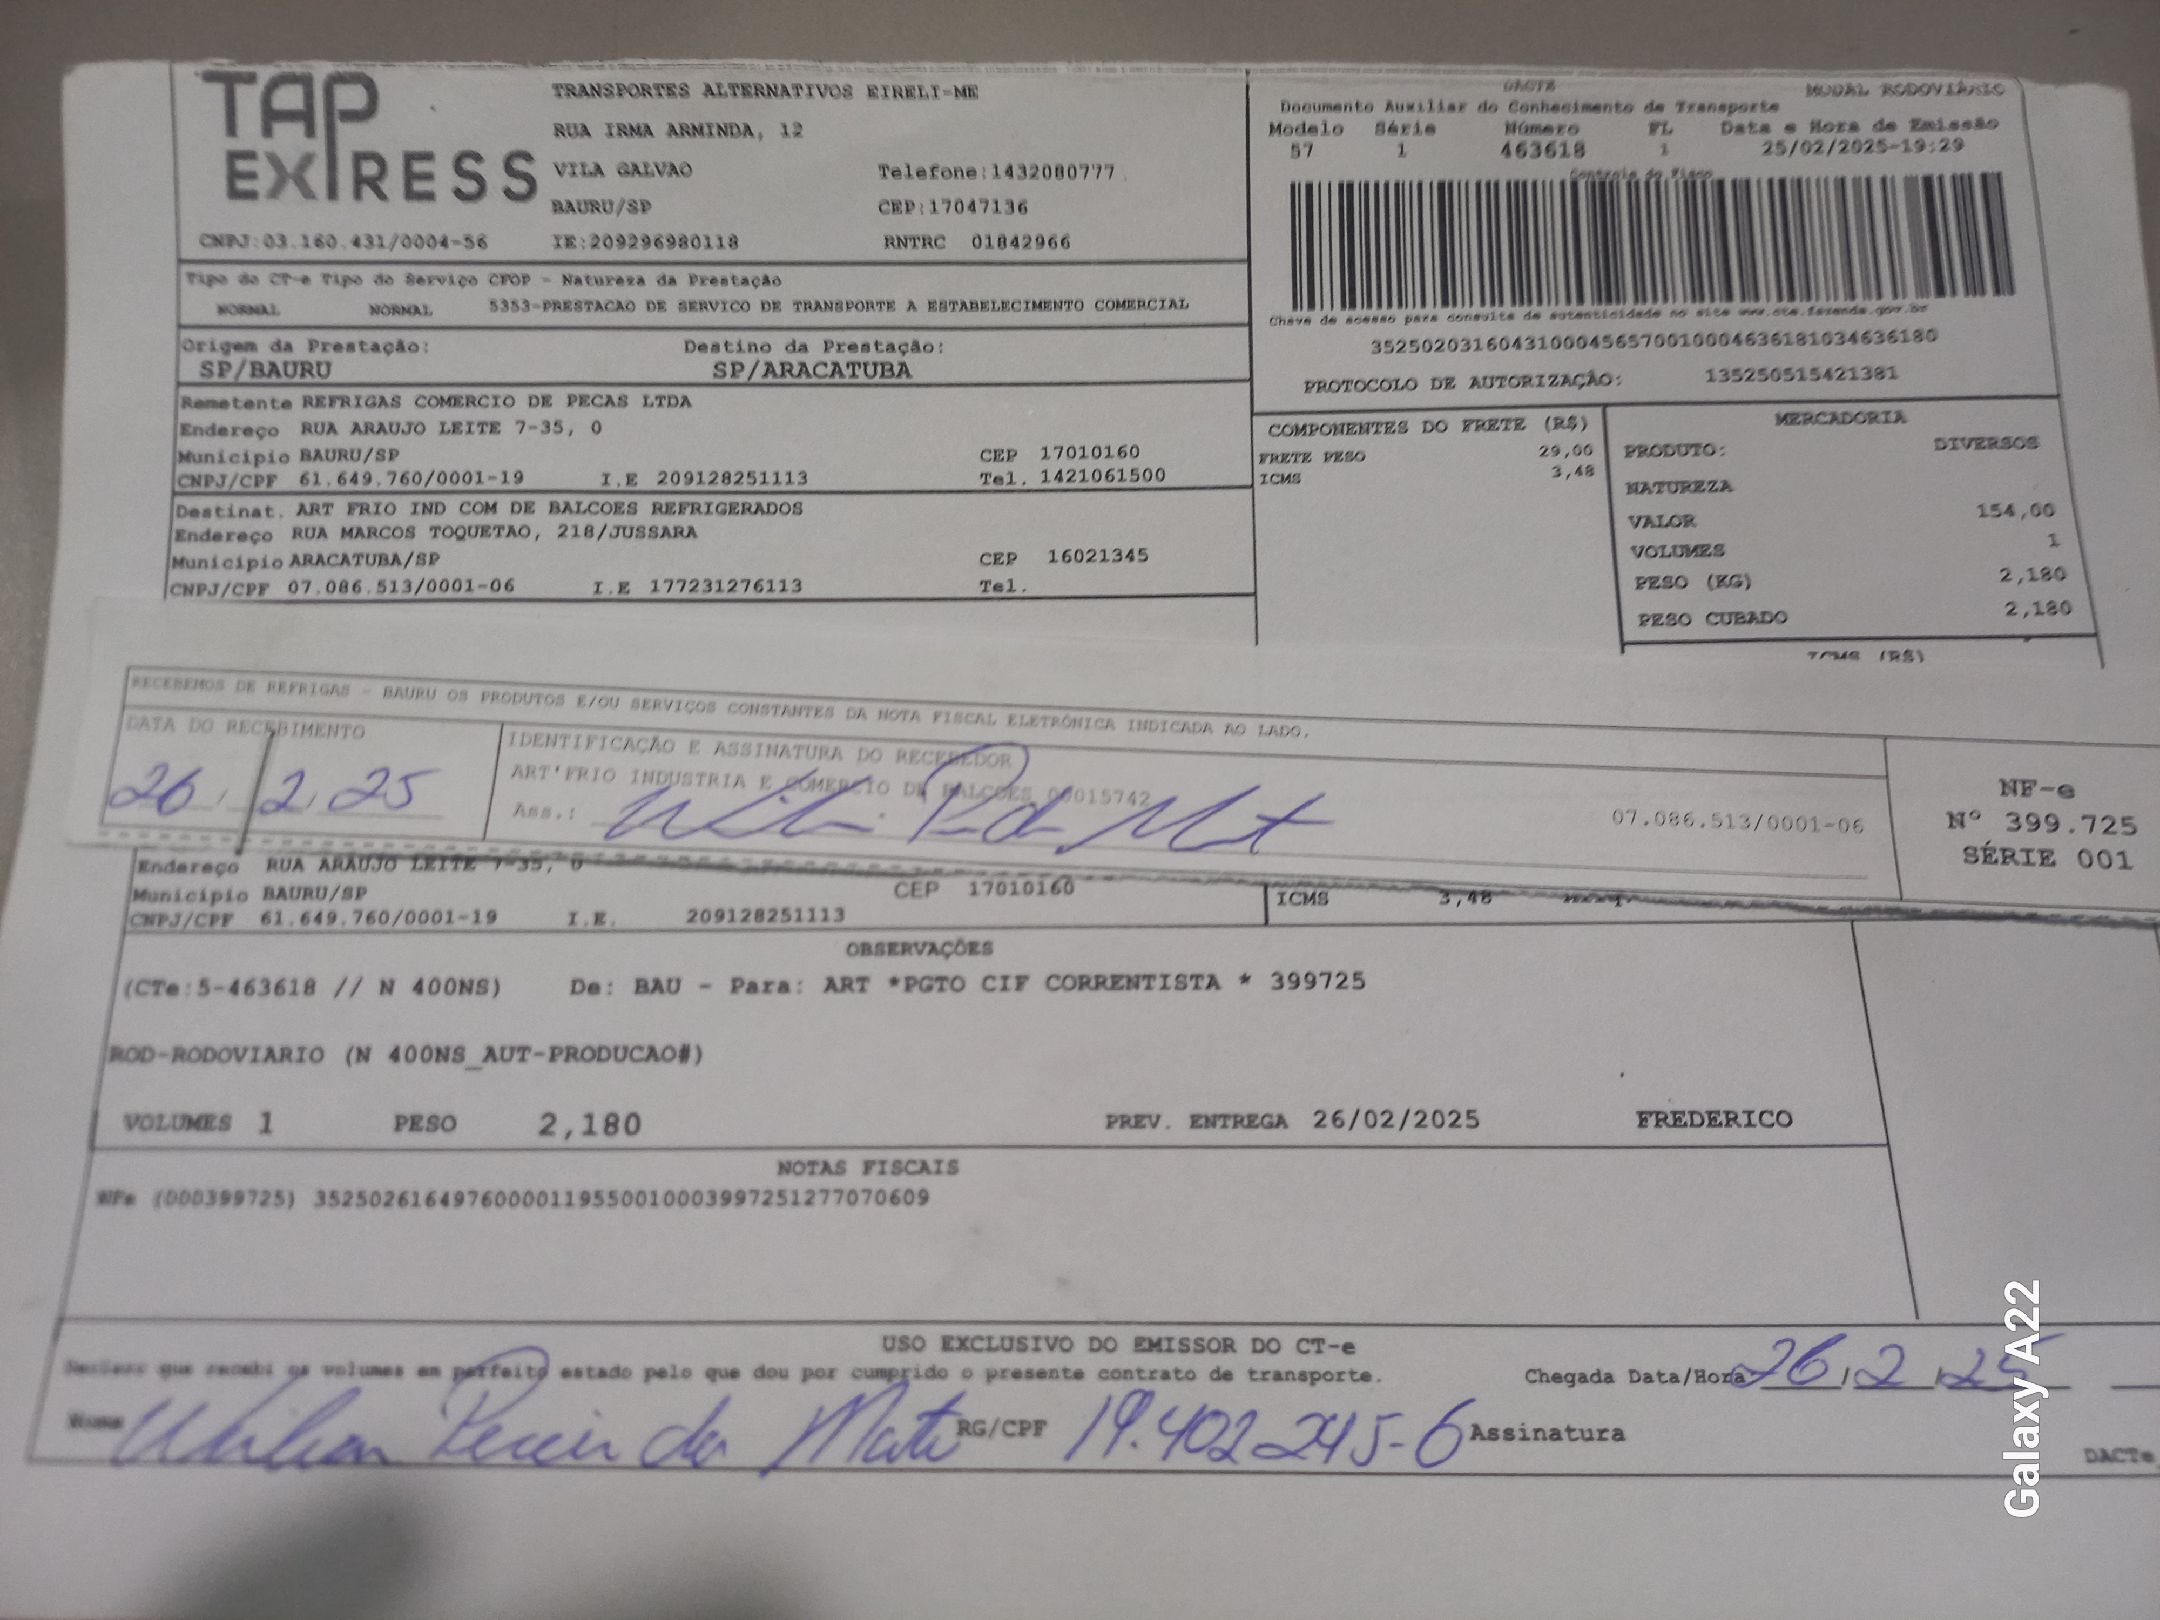 TAP EXPRESS
TRANSPORTES ALTERNATIVOS EIRELI-ME
RUA IRMA ARMINDA, 12
VILA GALVAO Telefone:1432080777
BAURU/SP CEP:17047136
CNPJ:03.160.431/0004-56 IE:209296980118 RNTRC 01842966
DACTE MODAL RODOVIÁRIO
Documento Auxiliar do Conhecimento de Transporte
Modelo Série Número FL Data e Hora de Emissão
57 1 463618 1 25/02/2025-19:29
Controle do Fisco
Chave de acesso para consulta de autenticidade no site www.cte.fazenda.gov.br
35250203160431000456570010004636181034636180
PROTOCOLO DE AUTORIZAÇÃO: 135250515421381
Tipo do CT-e Tipo do Serviço CFOP - Natureza da Prestação
NORMAL NORMAL 5353-PRESTACAO DE SERVICO DE TRANSPORTE A ESTABELECIMENTO COMERCIAL
Origem da Prestação: Destino da Prestação:
SP/BAURU SP/ARACATUBA
Remetente REFRIGAS COMERCIO DE PECAS LTDA
Endereço RUA ARAUJO LEITE 7-35, 0
Municipio BAURU/SP CEP 17010160
CNPJ/CPF 61.649.760/0001-19 I.E 209128251113 Tel. 1421061500
Destinat. ART FRIO IND COM DE BALCOES REFRIGERADOS
Endereço RUA MARCOS TOQUETAO, 218/JUSSARA
Municipio ARACATUBA/SP CEP 16021345
CNPJ/CPF 07.086.513/0001-06 I.E 177231276113 Tel.
COMPONENTES DO FRETE (R$)
FRETE PESO 29,00
ICMS 3,48
MERCADORIA
PRODUTO: DIVERSOS
NATUREZA
VALOR 154,00
VOLUMES 1
PESO (KG) 2,180
PESO CUBADO 2,180
ICMS (R$)
RECEBEMOS DE REFRIGAS - BAURU OS PRODUTOS E/OU SERVIÇOS CONSTANTES DA NOTA FISCAL ELETRÔNICA INDICADA AO LADO.
DATA DO RECEBIMENTO
26/2/25
IDENTIFICAÇÃO E ASSINATURA DO RECEBEDOR
ART'FRIO INDUSTRIA E COMERCIO DE BALCOES 00015742
Ass.: 07.086.513/0001-06
NF-e
Nº 399.725
SÉRIE 001
Endereço RUA ARAUJO LEITE 7-35, 0
Municipio BAURU/SP CEP 17010160
CNPJ/CPF 61.649.760/0001-19 I.E. 209128251113
ICMS 3,48
OBSERVAÇÕES
(CTe:5-463618 // N 400NS) De: BAU - Para: ART *PGTO CIF CORRENTISTA * 399725
ROD-RODOVIARIO (N 400NS_AUT-PRODUCAO#)
VOLUMES 1 PESO 2,180 PREV. ENTREGA 26/02/2025 FREDERICO
NOTAS FISCAIS
NFe (000399725) 35250261649760000119550010003997251277070609
USO EXCLUSIVO DO EMISSOR DO CT-e
Declaro que recebi os volumes em perfeito estado pelo que dou por cumprido o presente contrato de transporte.
Chegada Data/Hora 26/2/25
Nome Wilian Pereir da Mata RG/CPF 19.402245-6 Assinatura
DACTe
Galaxy A22